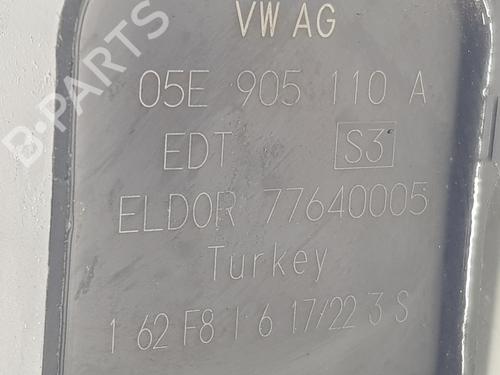 B-PARTS
VW AG
05E 905 110 A
EDT S3
ELDOR 77640005
Turkey
1 62 F8 1 6 17/22 3 S